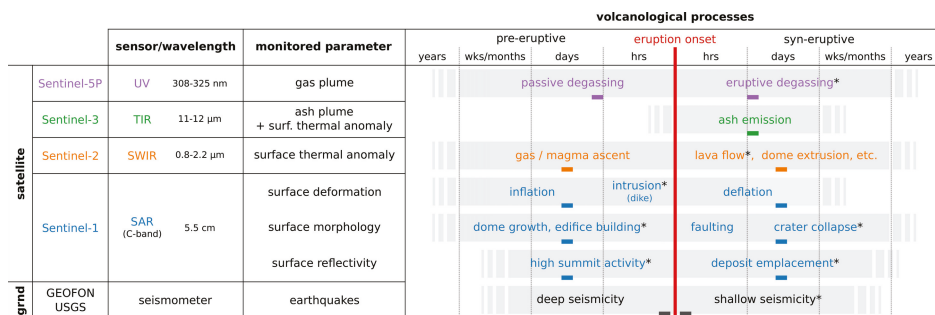 volcanological processes
sensor/wavelength monitored parameter pre-eruptive eruption onset syn-eruptive
years wks/months days hrs hrs days wks/months years
satellite
Sentinel-5P UV 308-325 nm gas plume passive degassing eruptive degassing*
Sentinel-3 TIR 11-12 µm ash plume + surf. thermal anomaly ash emission
Sentinel-2 SWIR 0.8-2.2 µm surface thermal anomaly gas / magma ascent lava flow*, dome extrusion, etc.
surface deformation inflation intrusion* (dike) deflation
Sentinel-1 SAR (C-band) 5.5 cm surface morphology dome growth, edifice building* faulting crater collapse*
surface reflectivity high summit activity* deposit emplacement*
grnd
GEOFON USGS seismometer earthquakes deep seismicity shallow seismicity*